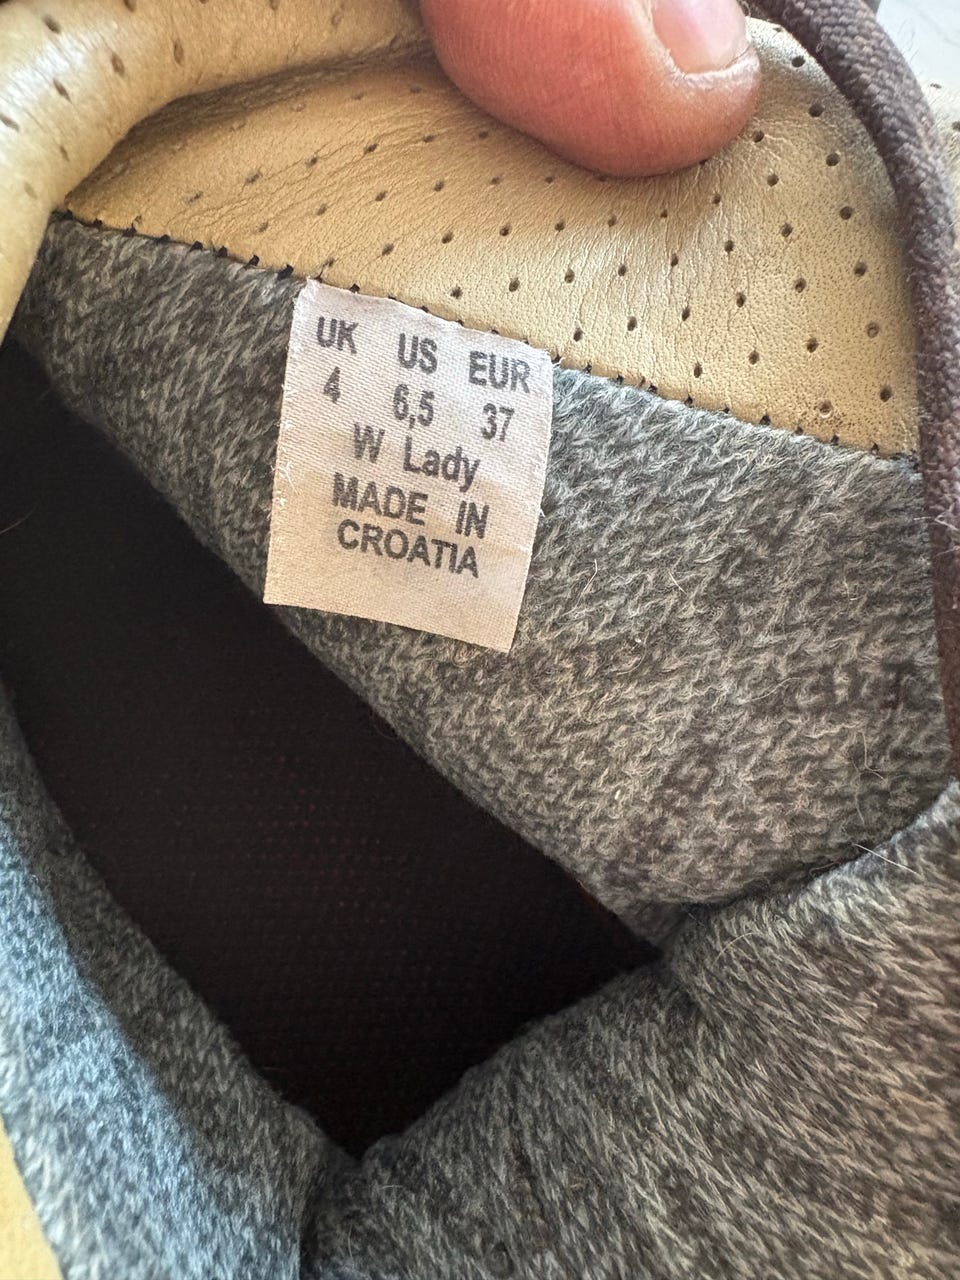 UK US EUR
4 6,5 37
W Lady
MADE IN
CROATIA